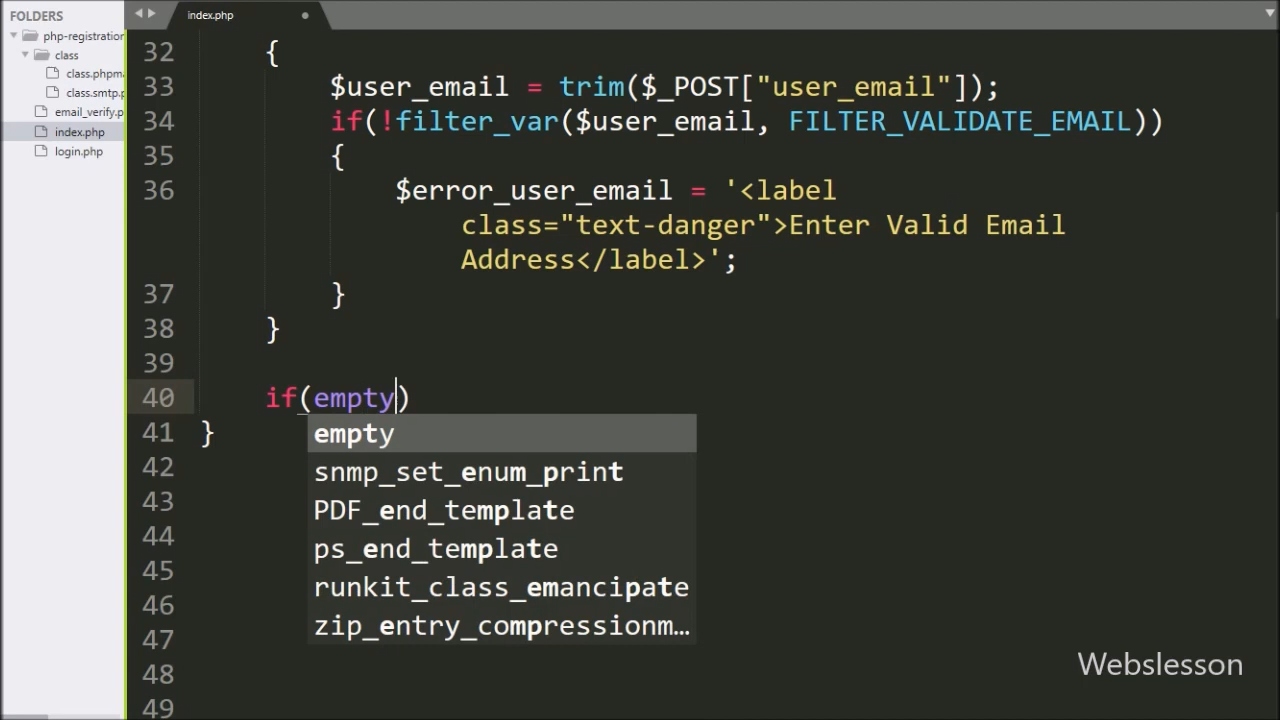 FOLDERS
php-registration
class
class.phpma
class.smtp.p
email_verify.p
index.php
login.php
index.php
32 {
33 $user_email = trim($_POST["user_email"]);
34 if(!filter_var($user_email, FILTER_VALIDATE_EMAIL))
35 {
36 $error_user_email = '<label
class="text-danger">Enter Valid Email
Address</label>';
37 }
38 }
39
40 if(empty)
41 }
empty
42
snmp_set_enum_print
43
PDF_end_template
44
ps_end_template
45
runkit_class_emancipate
46
zip_entry_compressionm…
47
48
Webslesson
49